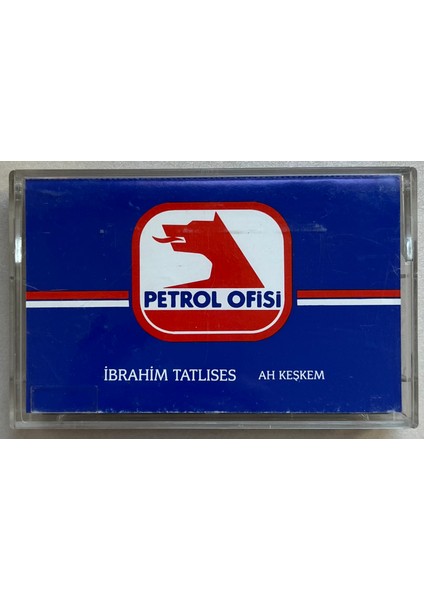 PETROL OFİSİ
İBRAHİM TATLISES AH KEŞKEM